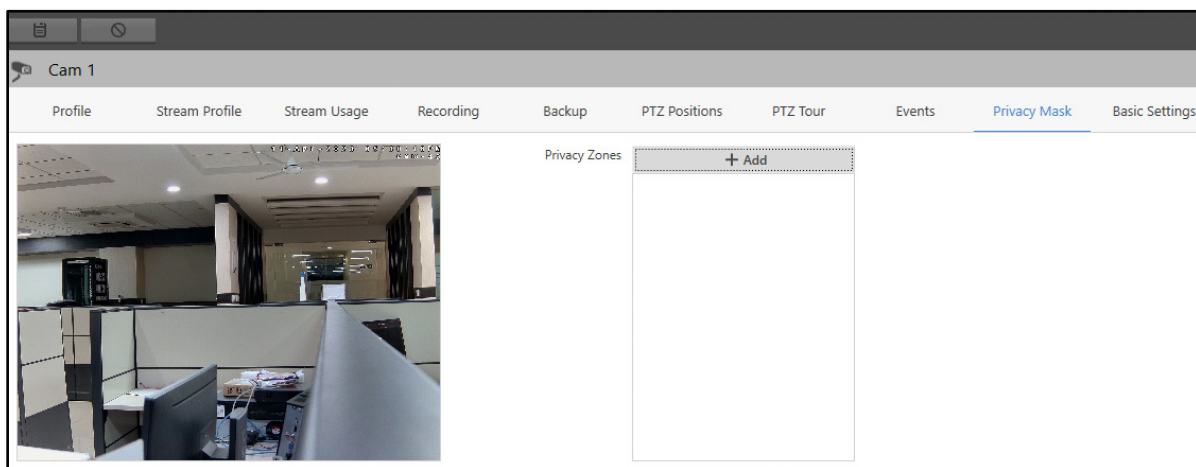 Cam 1
Profile Stream Profile Stream Usage Recording Backup PTZ Positions PTZ Tour Events Privacy Mask Basic Settings
Privacy Zones + Add